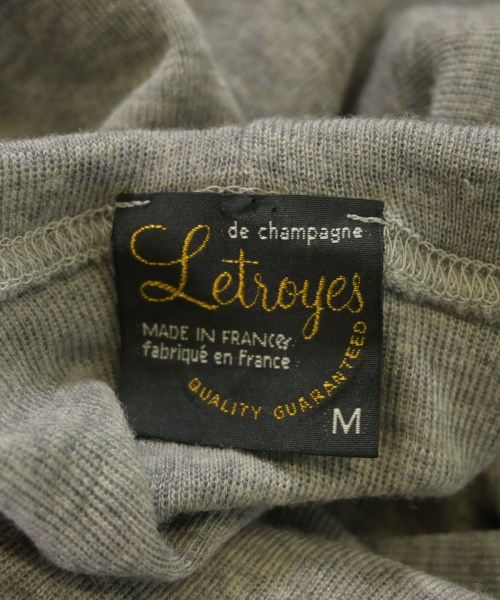 de champagne
Letroyes
MADE IN FRANCE
fabriqué en France
QUALITY GUARANTEED
M